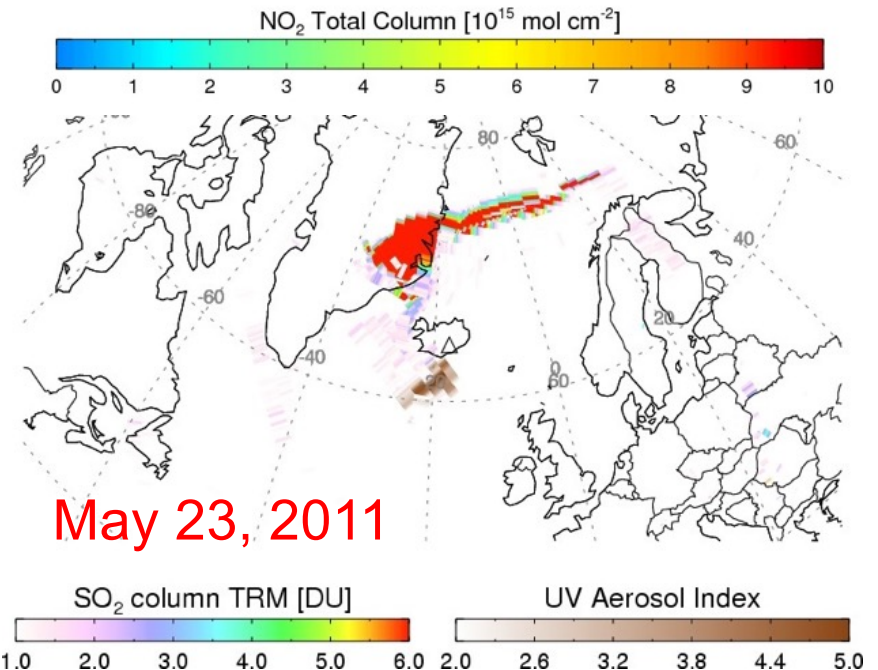 NO₂ Total Column [10¹⁵ mol cm⁻²]
0 1 2 3 4 5 6 7 8 9 10
80 60
-80
40
-60
20
-40 0
-20 60
May 23, 2011
SO₂ column TRM [DU] UV Aerosol Index
1.0 2.0 3.0 4.0 5.0 6.0 2.0 2.6 3.2 3.8 4.4 5.0